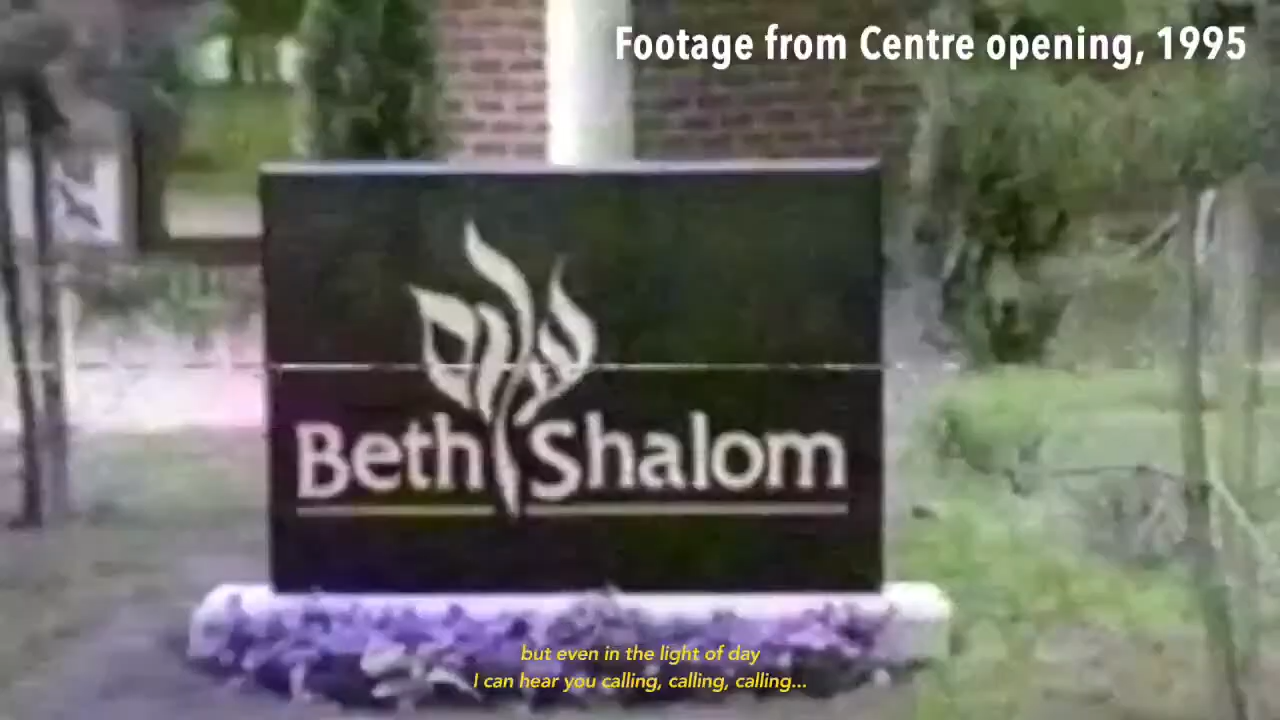 Footage from Centre opening, 1995
Beth Shalom
but even in the light of day
I can hear you calling, calling, calling...